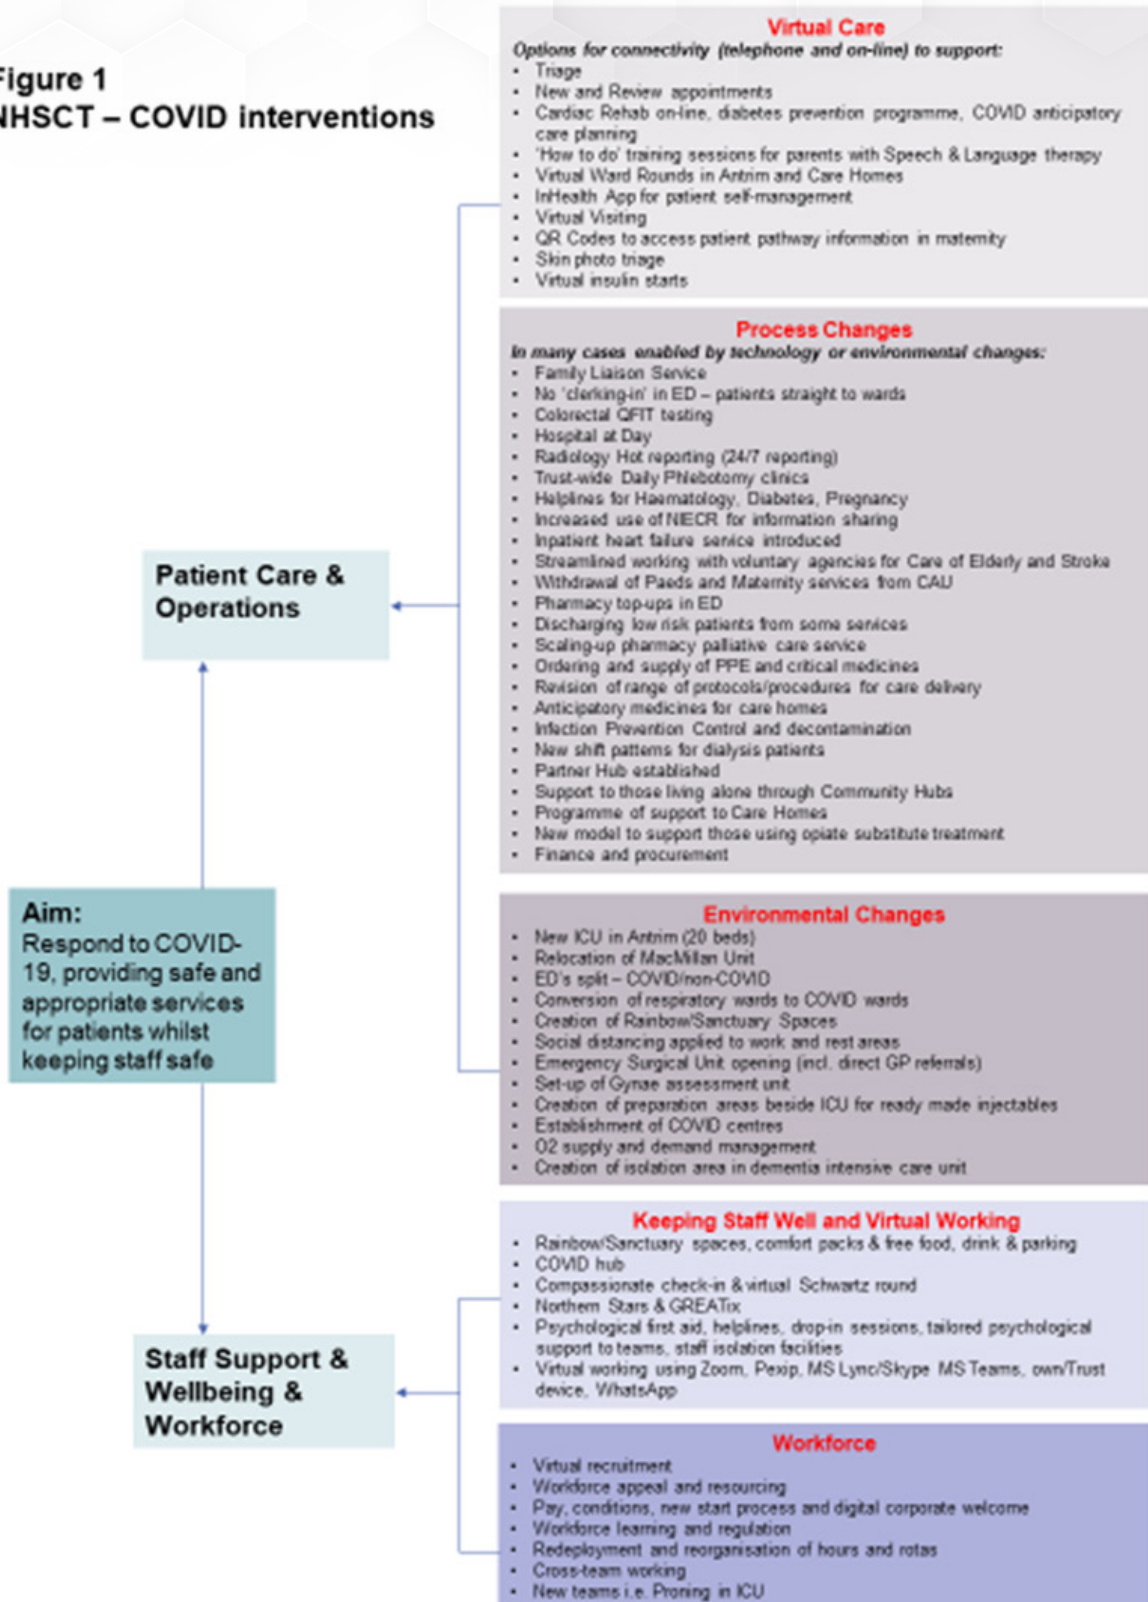 Figure 1
NHSCT – COVID interventions
Virtual Care
Options for connectivity (telephone and on-line) to support:
• Triage
• New and Review appointments
• Cardiac Rehab on-line, diabetes prevention programme, COVID anticipatory
care planning
• 'How to do' training sessions for parents with Speech & Language therapy
• Virtual Ward Rounds in Antrim and Care Homes
• InHealth App for patient self-management
• Virtual Visiting
• QR Codes to access patient pathway information in maternity
• Skin photo triage
• Virtual insulin starts
Process Changes
In many cases enabled by technology or environmental changes:
• Family Liaison Service
• No 'clerking-in' in ED – patients straight to wards
• Colorectal QFIT testing
• Hospital at Day
• Radiology Hot reporting (24/7 reporting)
• Trust-wide Daily Phlebotomy clinics
• Helplines for Haematology, Diabetes, Pregnancy
• Increased use of NIECR for information sharing
• Inpatient heart failure service introduced
• Streamlined working with voluntary agencies for Care of Elderly and Stroke
• Withdrawal of Paeds and Maternity services from CAU
• Pharmacy top-ups in ED
• Discharging low risk patients from some services
• Scaling-up pharmacy palliative care service
• Ordering and supply of PPE and critical medicines
• Revision of range of protocols/procedures for care delivery
• Anticipatory medicines for care homes
• Infection Prevention Control and decontamination
• New shift patterns for dialysis patients
• Partner Hub established
• Support to those living alone through Community Hubs
• Programme of support to Care Homes
• New model to support those using opiate substitute treatment
• Finance and procurement
Patient Care &
Operations
Aim:
Respond to COVID-
19, providing safe and
appropriate services
for patients whilst
keeping staff safe
Environmental Changes
• New ICU in Antrim (20 beds)
• Relocation of MacMillan Unit
• ED's split – COVID/non-COVID
• Conversion of respiratory wards to COVID wards
• Creation of Rainbow/Sanctuary Spaces
• Social distancing applied to work and rest areas
• Emergency Surgical Unit opening (incl. direct GP referrals)
• Set-up of Gynae assessment unit
• Creation of preparation areas beside ICU for ready made injectables
• Establishment of COVID centres
• O2 supply and demand management
• Creation of isolation area in dementia intensive care unit
Keeping Staff Well and Virtual Working
• Rainbow/Sanctuary spaces, comfort packs & free food, drink & parking
• COVID hub
• Compassionate check-in & virtual Schwartz round
• Northern Stars & GREATix
• Psychological first aid, helplines, drop-in sessions, tailored psychological
support to teams, staff isolation facilities
• Virtual working using Zoom, Pexip, MS Lync/Skype MS Teams, own/Trust
device, WhatsApp
Staff Support &
Wellbeing &
Workforce
Workforce
• Virtual recruitment
• Workforce appeal and resourcing
• Pay, conditions, new start process and digital corporate welcome
• Workforce learning and regulation
• Redeployment and reorganisation of hours and rotas
• Cross-team working
• New teams i.e. Proning in ICU